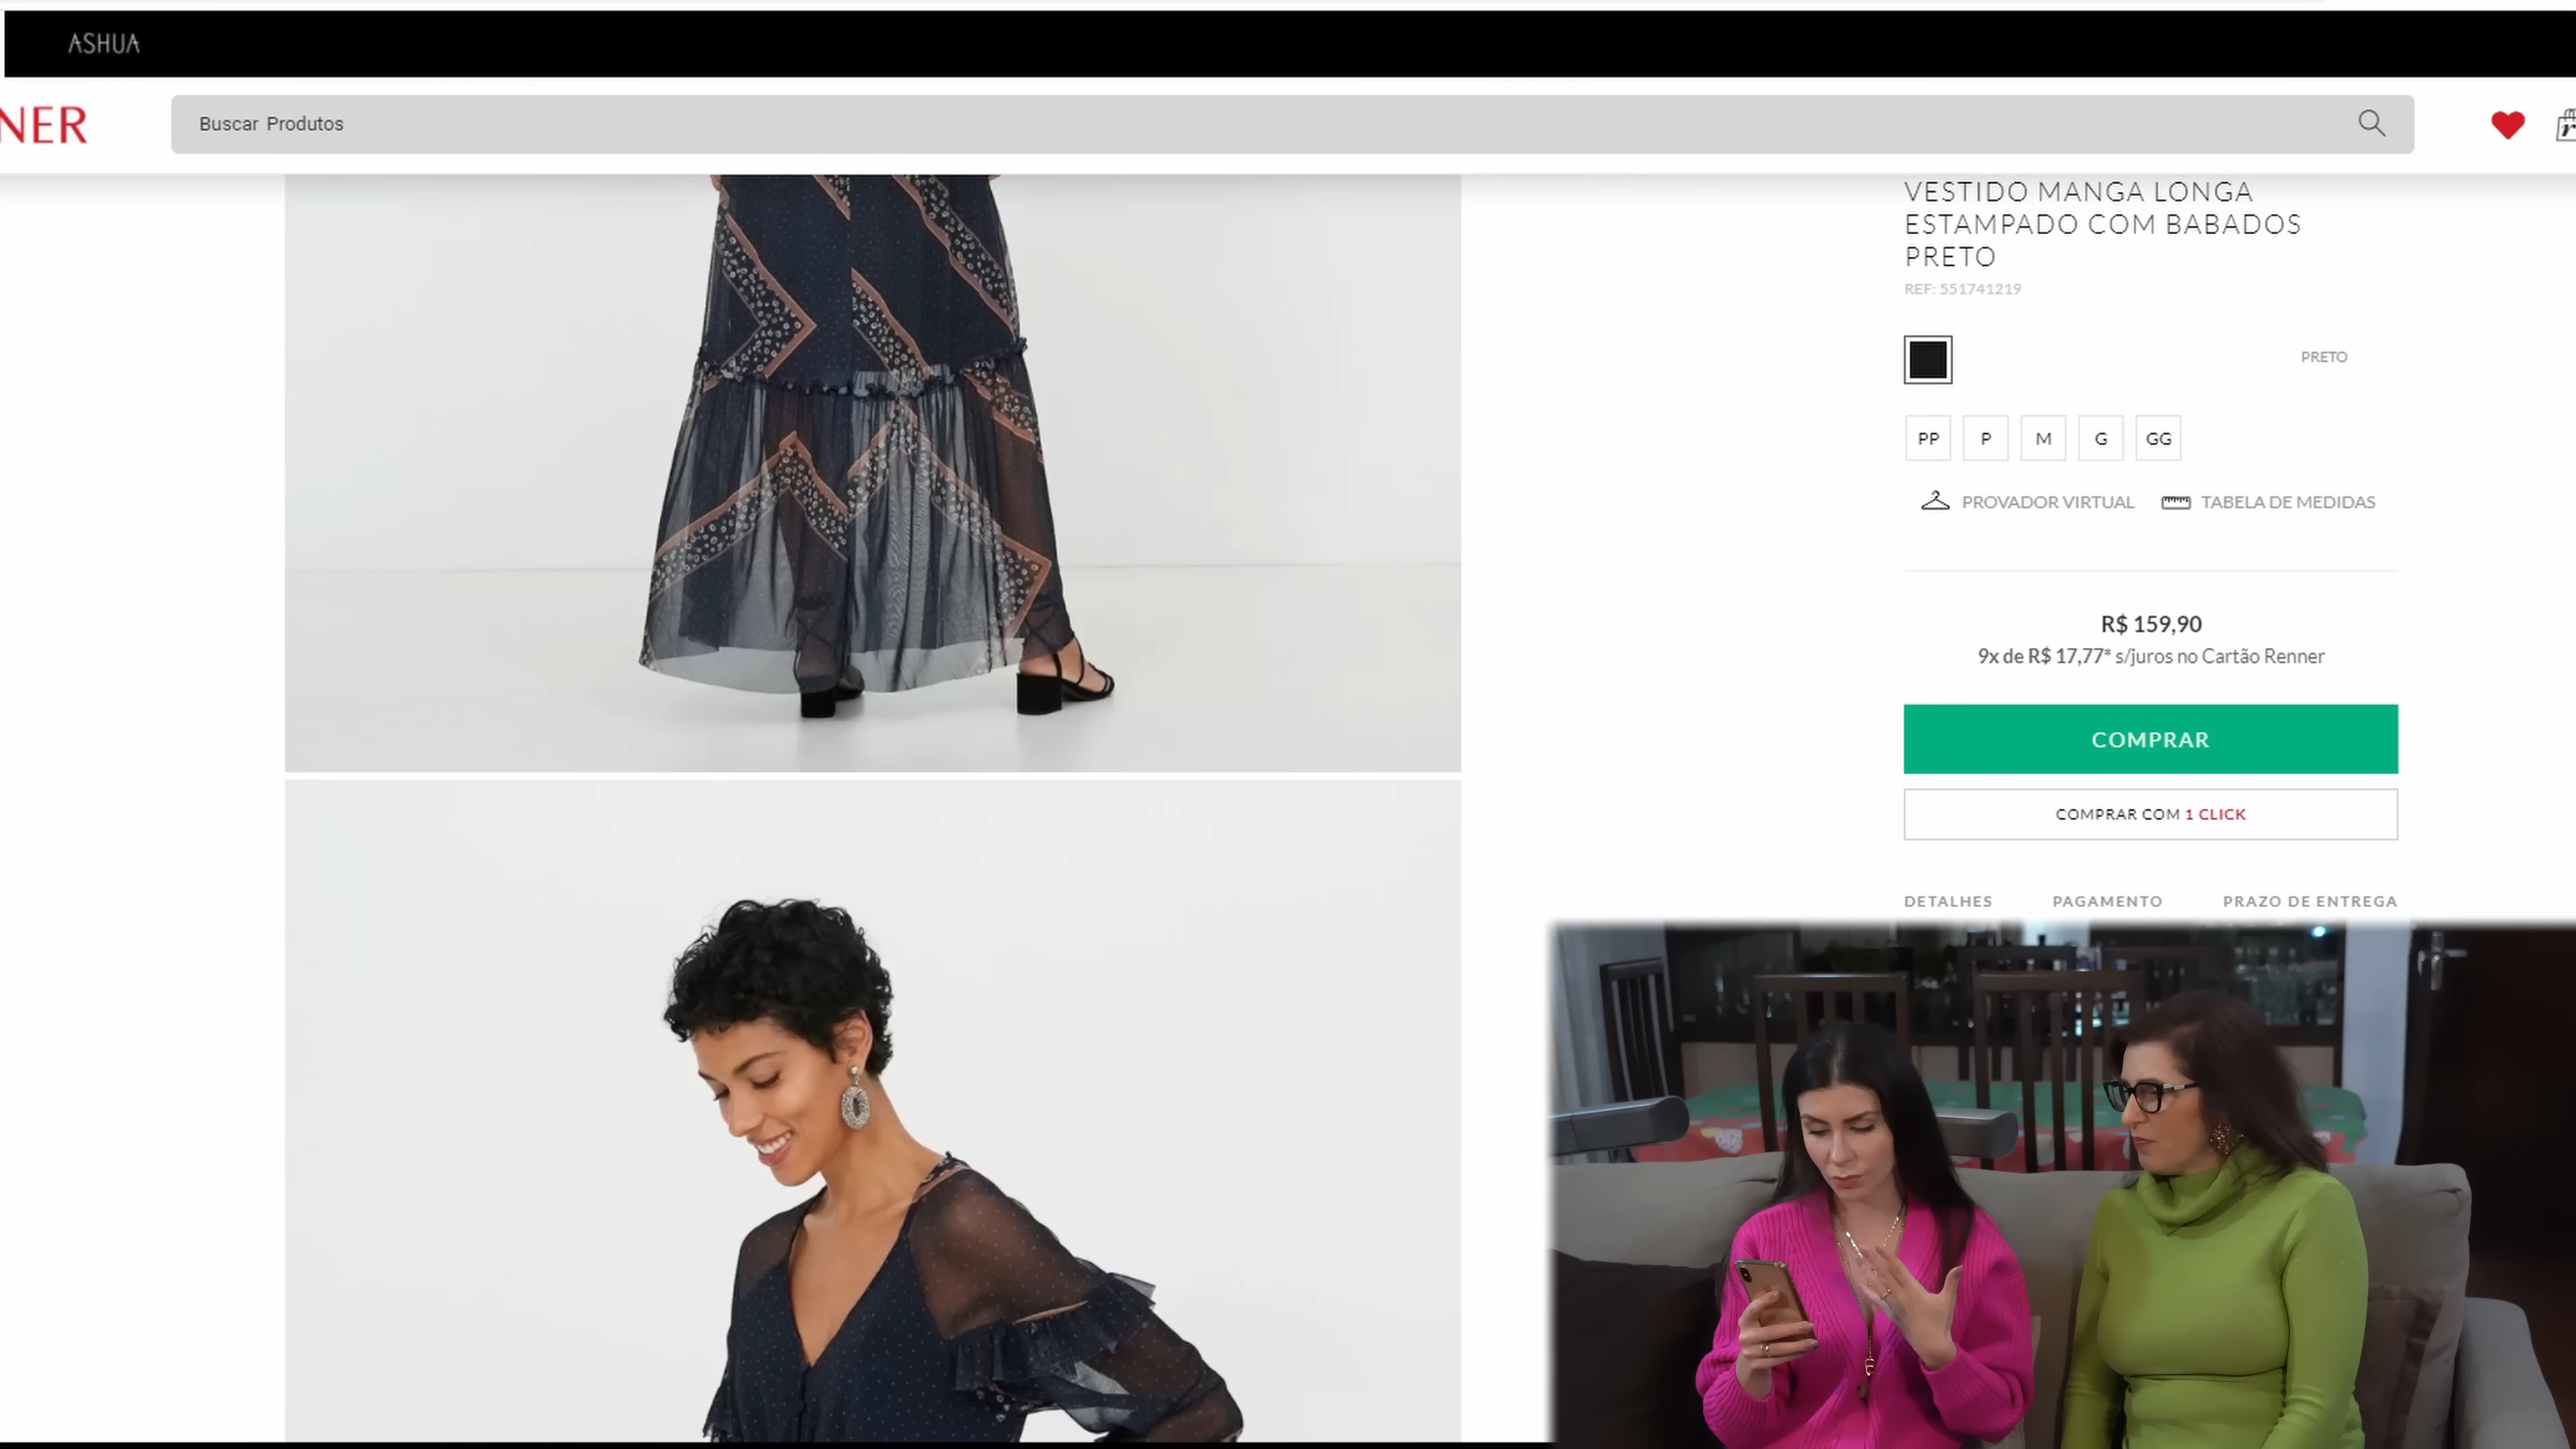 ASHUA
NER
Buscar Produtos
VESTIDO MANGA LONGA
ESTAMPADO COM BABADOS
PRETO
REF: 551741219
PRETO
PP P M G GG
PROVADOR VIRTUAL TABELA DE MEDIDAS
R$ 159,90
9x de R$ 17,77* s/juros no Cartão Renner
COMPRAR
COMPRAR COM 1 CLICK
DETALHES PAGAMENTO PRAZO DE ENTREGA